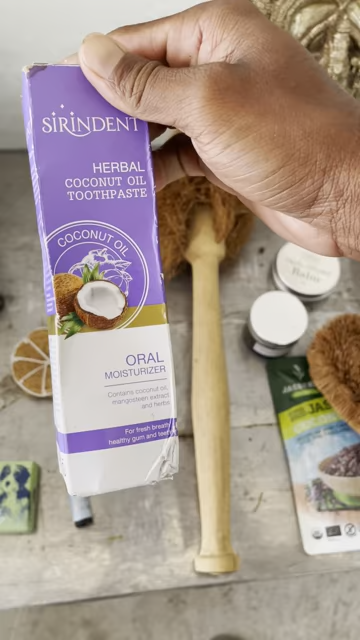 SIRINDENT
HERBAL
COCONUT OIL
TOOTHPASTE
COCONUT OIL
ORAL
MOISTURIZER
Contains coconut oil,
mangosteen extract
and herbs
For fresh breath,
healthy gum and teeth
Balm